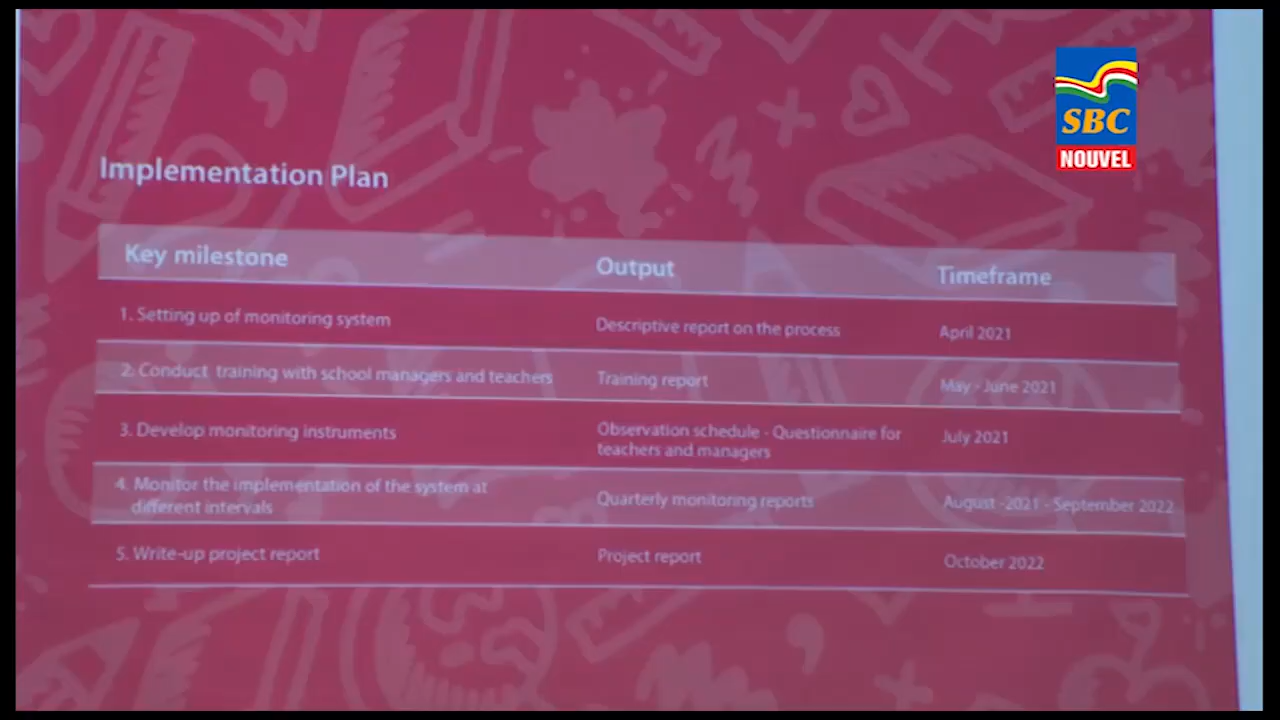 SBC
NOUVEL
Implementation Plan
Key milestone Output Timeframe
1. Setting up of monitoring system Descriptive report on the process April 2021
2. Conduct training with school managers and teachers Training report May - June 2021
3. Develop monitoring instruments Observation schedule - Questionnaire for July 2021
teachers and managers
4. Monitor the implementation of the system at Quarterly monitoring reports August -2021 - September 2022
different intervals
5. Write-up project report Project report October 2022